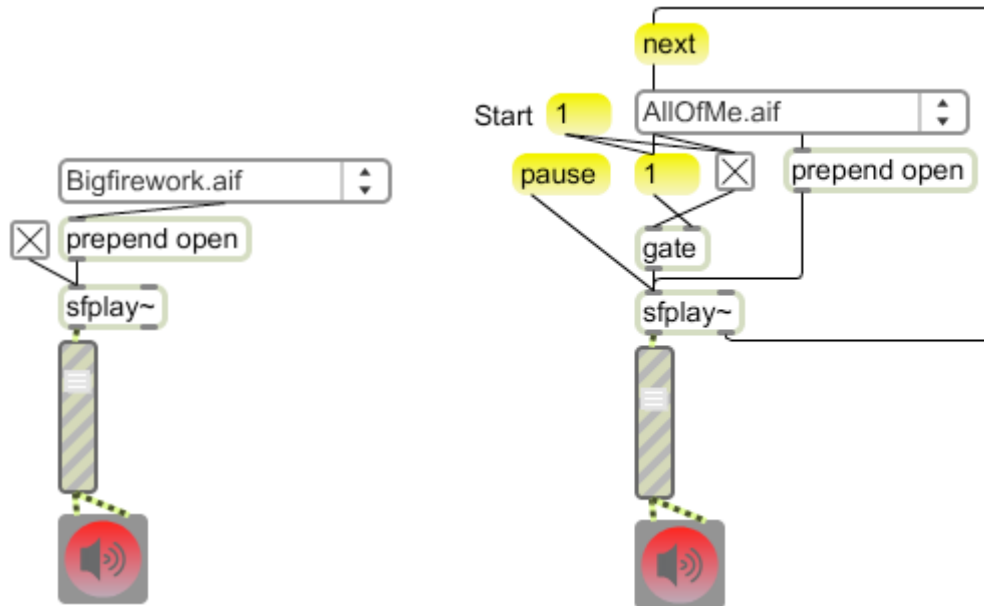 next
Start
1
AllOfMe.aif
Bigfirework.aif
pause
1
prepend open
prepend open
gate
sfplay~
sfplay~